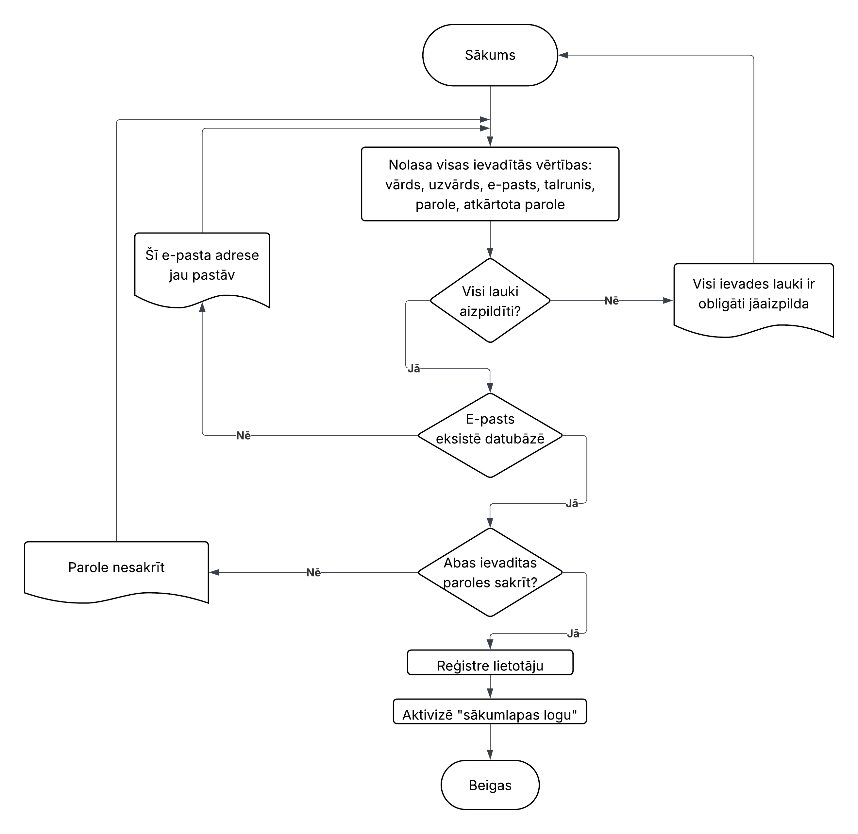 Sākums
Nolasa visas ievadītās vērtības:
vārds, uzvārds, e-pasts, talrunis,
parole, atkārtota parole
Šī e-pasta adrese
jau pastāv
Visi lauki
aizpildīti?
Nē
Visi ievades lauki ir
obligāti jāaizpilda
Jā
E-pasts
eksistē datubāzē
Nē
Jā
Abas ievaditas
paroles sakrīt?
Nē
Parole nesakrīt
Jā
Reģistre lietotāju
Aktivizē "sākumlapas logu"
Beigas